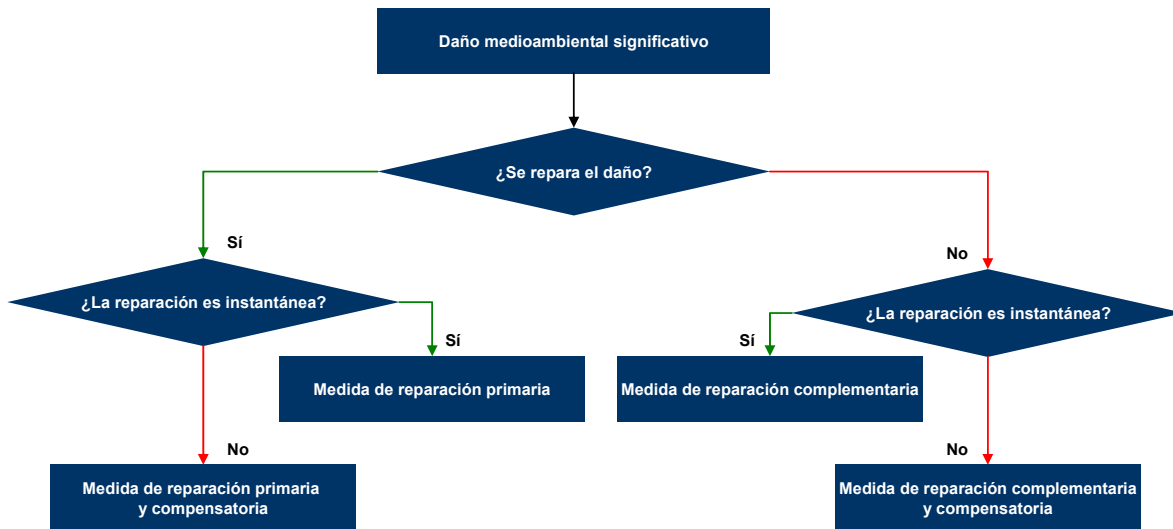 Daño medioambiental significativo
¿Se repara el daño?
Sí
No
¿La reparación es instantánea?
¿La reparación es instantánea?
Sí
Sí
Medida de reparación primaria
Medida de reparación complementaria
No
No
Medida de reparación primaria
y compensatoria
Medida de reparación complementaria
y compensatoria